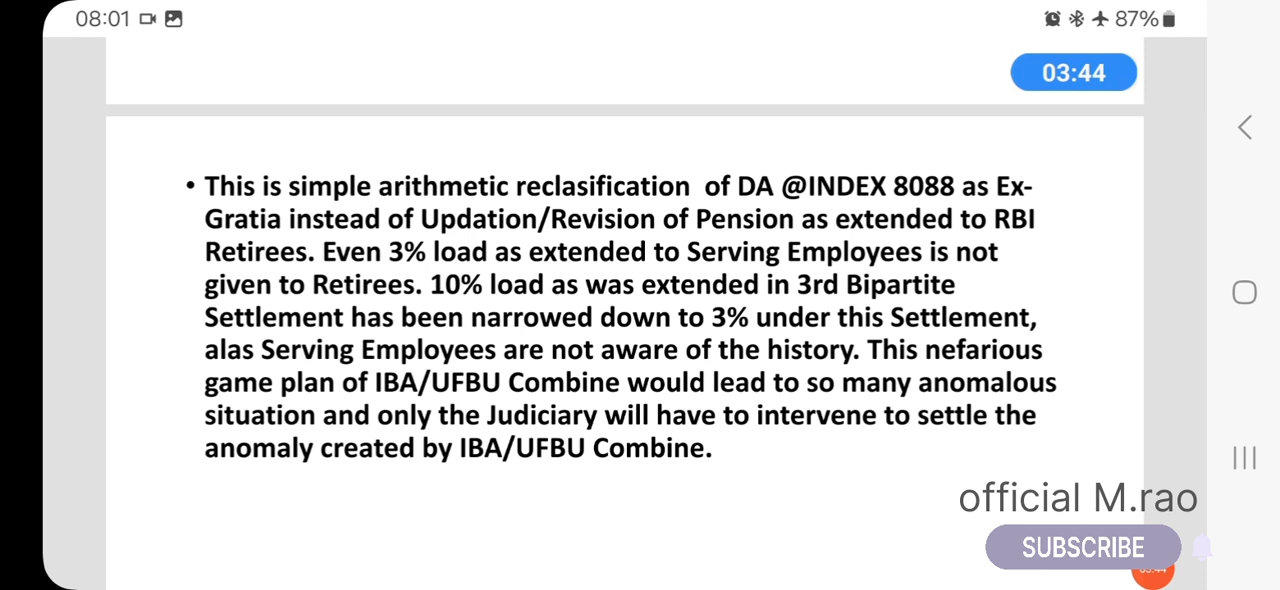 08:01
87%
03:44
• This is simple arithmetic reclasification of DA @INDEX 8088 as Ex-
Gratia instead of Updation/Revision of Pension as extended to RBI
Retirees. Even 3% load as extended to Serving Employees is not
given to Retirees. 10% load as was extended in 3rd Bipartite
Settlement has been narrowed down to 3% under this Settlement,
alas Serving Employees are not aware of the history. This nefarious
game plan of IBA/UFBU Combine would lead to so many anomalous
situation and only the Judiciary will have to intervene to settle the
anomaly created by IBA/UFBU Combine.
official M.rao
SUBSCRIBE